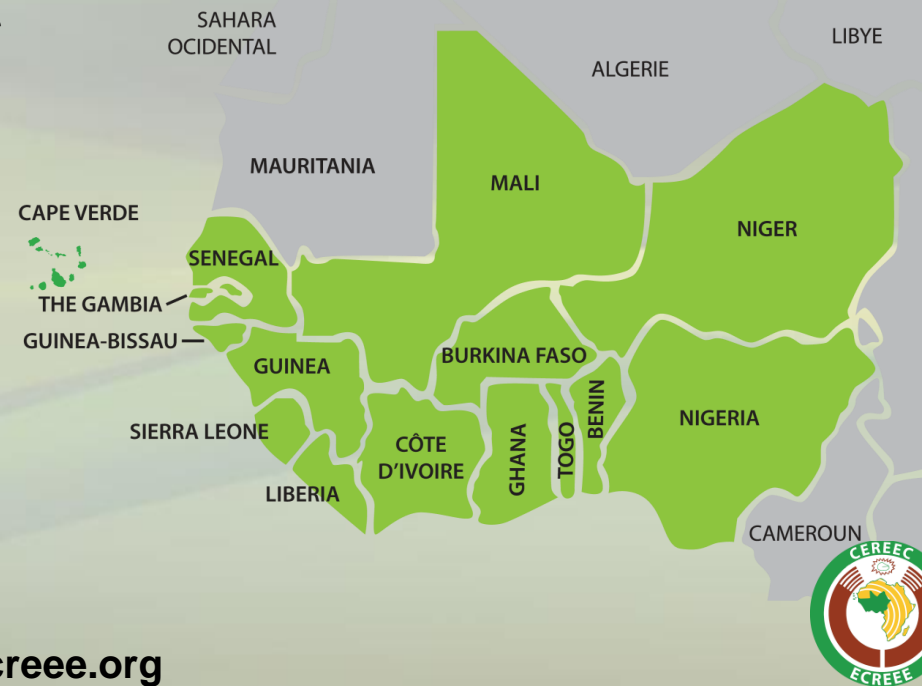 SAHARA
OCIDENTAL
LIBYE
ALGERIE
MAURITANIA
MALI
CAPE VERDE
NIGER
SENEGAL
THE GAMBIA
GUINEA-BISSAU
BURKINA FASO
GUINEA
BENIN
NIGERIA
SIERRA LEONE
CÔTE
D'IVOIRE
GHANA
TOGO
LIBERIA
CAMEROUN
CEREEC
ECREEE
creee.org